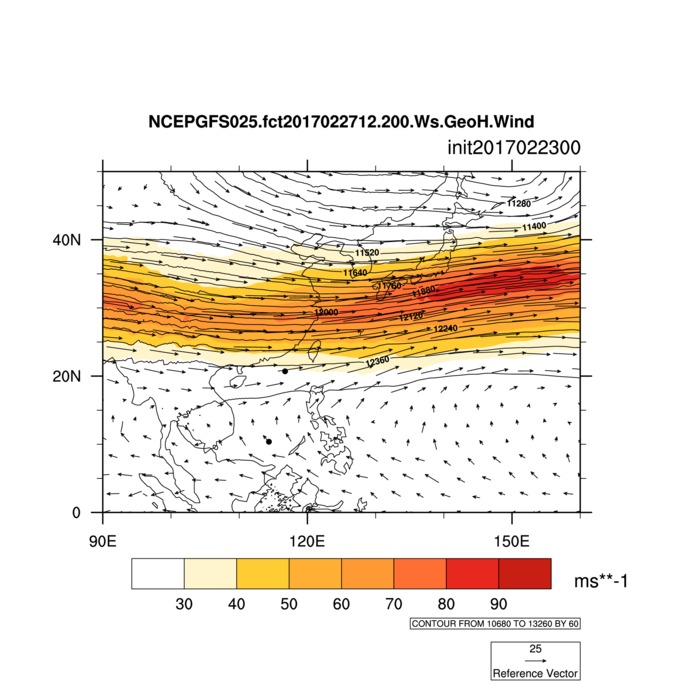 NCEPGFS025.fct2017022712.200.Ws.GeoH.Wind
init2017022300
11280
11400
40N
11520
11640
11760
11880
12000
12120
12240
12360
20N
0
90E 120E 150E
ms**-1
30 40 50 60 70 80 90
CONTOUR FROM 10680 TO 13260 BY 60
25
Reference Vector